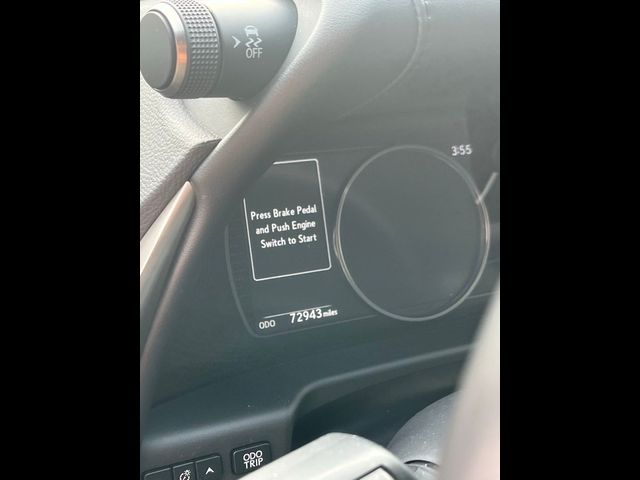 OFF
3:55
Press Brake Pedal
and Push Engine
Switch to Start
ODO 72943 miles
ODO
TRIP